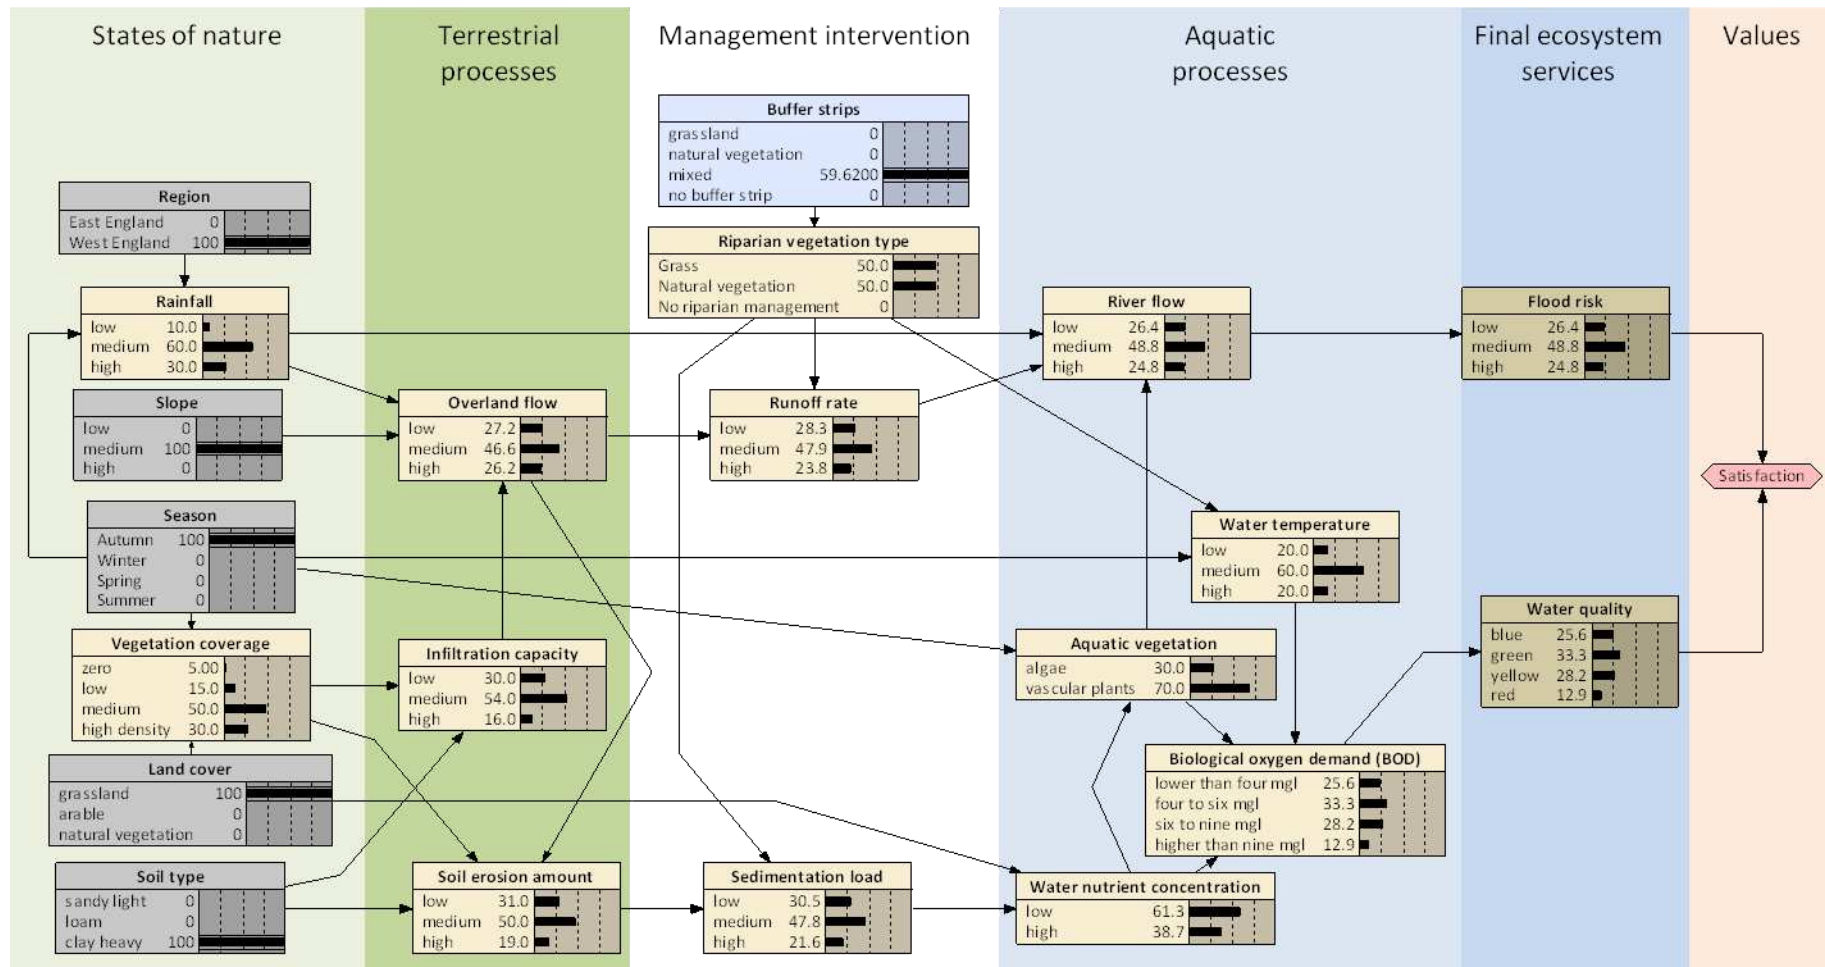 States of nature
Terrestrial
processes
Management intervention
Aquatic
processes
Final ecosystem
services
Values
Buffer strips
grassland 0
natural vegetation 0
mixed 59.6200
no buffer strip 0
Region
East England 0
West England 100
Riparian vegetation type
Grass 50.0
Natural vegetation 50.0
No riparian management 0
Rainfall
low 10.0
medium 60.0
high 30.0
River flow
low 26.4
medium 48.8
high 24.8
Flood risk
low 26.4
medium 48.8
high 24.8
Slope
low 0
medium 100
high 0
Overland flow
low 27.2
medium 46.6
high 26.2
Runoff rate
low 28.3
medium 47.9
high 23.8
Satisfaction
Season
Autumn 100
Winter 0
Spring 0
Summer 0
Water temperature
low 20.0
medium 60.0
high 20.0
Vegetation coverage
zero 5.00
low 15.0
medium 50.0
high density 30.0
Infiltration capacity
low 30.0
medium 54.0
high 16.0
Aquatic vegetation
algae 30.0
vascular plants 70.0
Water quality
blue 25.6
green 33.3
yellow 28.2
red 12.9
Land cover
grassland 100
arable 0
natural vegetation 0
Biological oxygen demand (BOD)
lower than four mgl 25.6
four to six mgl 33.3
six to nine mgl 28.2
higher than nine mgl 12.9
Soil type
sandy light 0
loam 0
clay heavy 100
Soil erosion amount
low 31.0
medium 50.0
high 19.0
Sedimentation load
low 30.5
medium 47.8
high 21.6
Water nutrient concentration
low 61.3
high 38.7